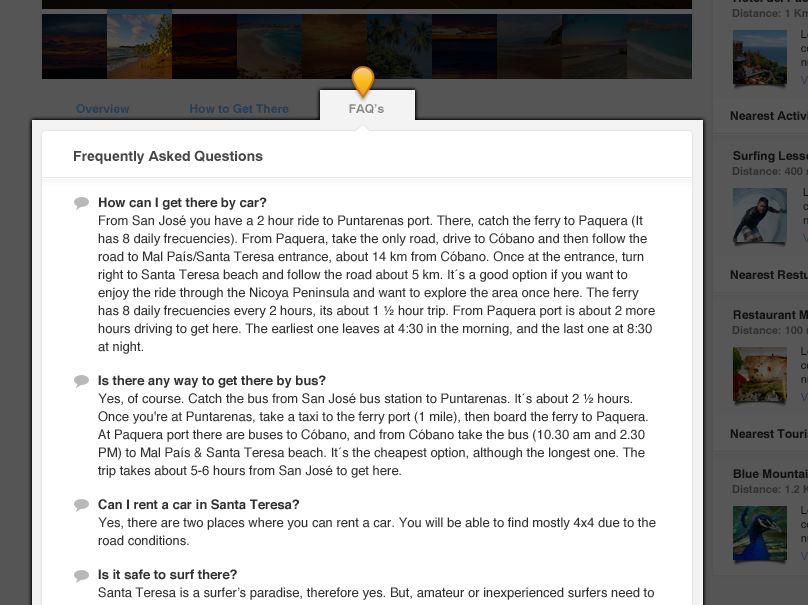 Distance: 1 Km
Overview
How to Get There
FAQ's
Nearest Activi
Frequently Asked Questions
Surfing Less
Distance: 400
How can I get there by car?
From San José you have a 2 hour ride to Puntarenas port. There, catch the ferry to Paquera (It
has 8 daily frecuencies). From Paquera, take the only road, drive to Cóbano and then follow the
road to Mal País/Santa Teresa entrance, about 14 km from Cóbano. Once at the entrance, turn
right to Santa Teresa beach and follow the road about 5 km. It´s a good option if you want to
enjoy the ride through the Nicoya Peninsula and want to explore the area once here. The ferry
has 8 daily frecuencies every 2 hours, its about 1 ½ hour trip. From Paquera port is about 2 more
hours driving to get here. The earliest one leaves at 4:30 in the morning, and the last one at 8:30
at night.
Nearest Restu
Restaurant M
Distance: 100
Is there any way to get there by bus?
Yes, of course. Catch the bus from San José bus station to Puntarenas. It´s about 2 ½ hours.
Once you're at Puntarenas, take a taxi to the ferry port (1 mile), then board the ferry to Paquera.
At Paquera port there are buses to Cóbano, and from Cóbano take the bus (10.30 am and 2.30
PM) to Mal País & Santa Teresa beach. It´s the cheapest option, although the longest one. The
trip takes about 5-6 hours from San José to get here.
Nearest Touri
Blue Mountai
Distance: 1.2 K
Can I rent a car in Santa Teresa?
Yes, there are two places where you can rent a car. You will be able to find mostly 4x4 due to the
road conditions.
Is it safe to surf there?
Santa Teresa is a surfer's paradise, therefore yes. But, amateur or inexperienced surfers need to